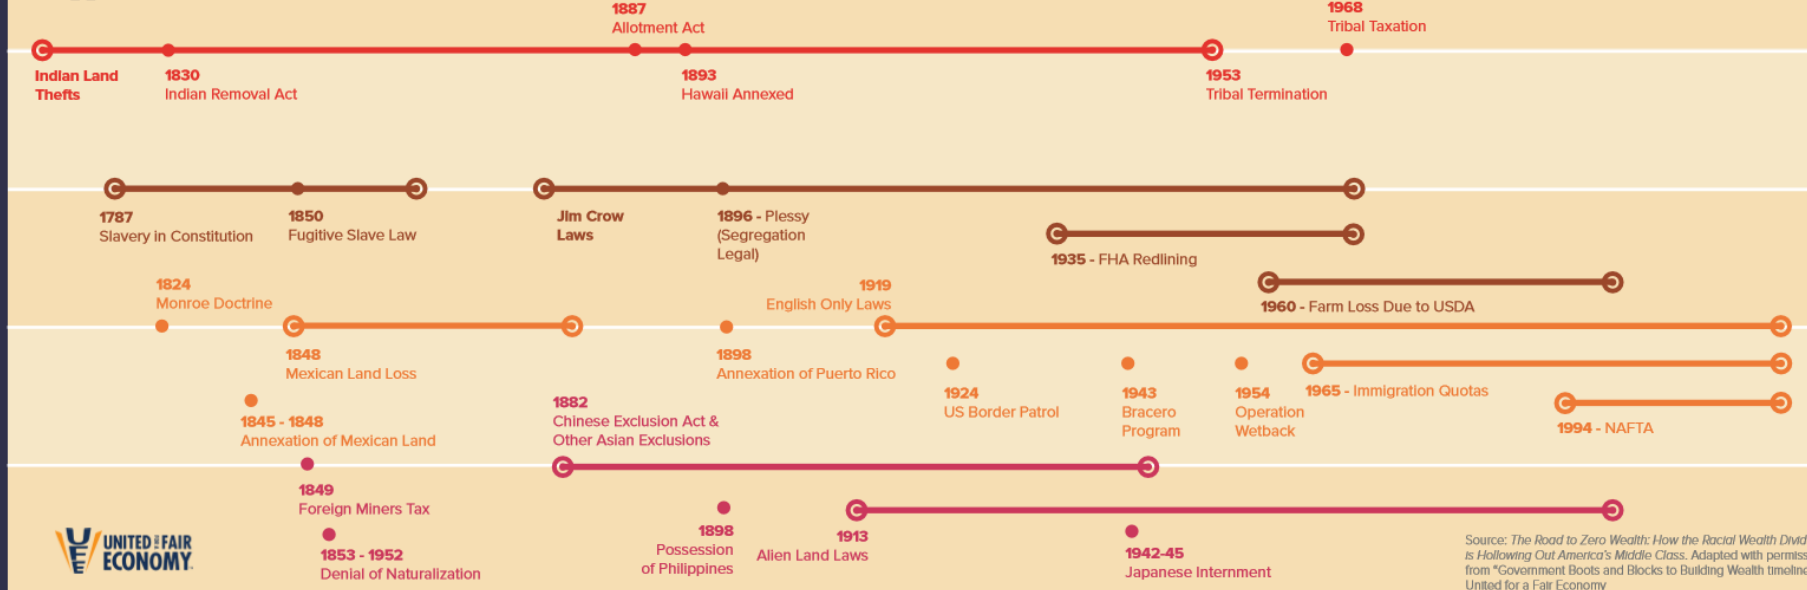 1887
Allotment Act
1968
Tribal Taxation
Indian Land
Thefts
1830
Indian Removal Act
1893
Hawaii Annexed
1953
Tribal Termination
1787
Slavery in Constitution
1850
Fugitive Slave Law
Jim Crow
Laws
1896 - Plessy
(Segregation
Legal)
1935 - FHA Redlining
1960 - Farm Loss Due to USDA
1824
Monroe Doctrine
1919
English Only Laws
1848
Mexican Land Loss
1898
Annexation of Puerto Rico
1924
US Border Patrol
1943
Bracero
Program
1954
Operation
Wetback
1965 - Immigration Quotas
1994 - NAFTA
1845 - 1848
Annexation of Mexican Land
1882
Chinese Exclusion Act &
Other Asian Exclusions
1849
Foreign Miners Tax
1853 - 1952
Denial of Naturalization
1898
Possession
of Philippines
1913
Alien Land Laws
1942-45
Japanese Internment
UFE
UNITED FOR A FAIR
ECONOMY
Source: The Road to Zero Wealth: How the Racial Wealth Divid
is Hollowing Out America's Middle Class. Adapted with permiss
from "Government Boots and Blocks to Building Wealth timeline
United for a Fair Economy